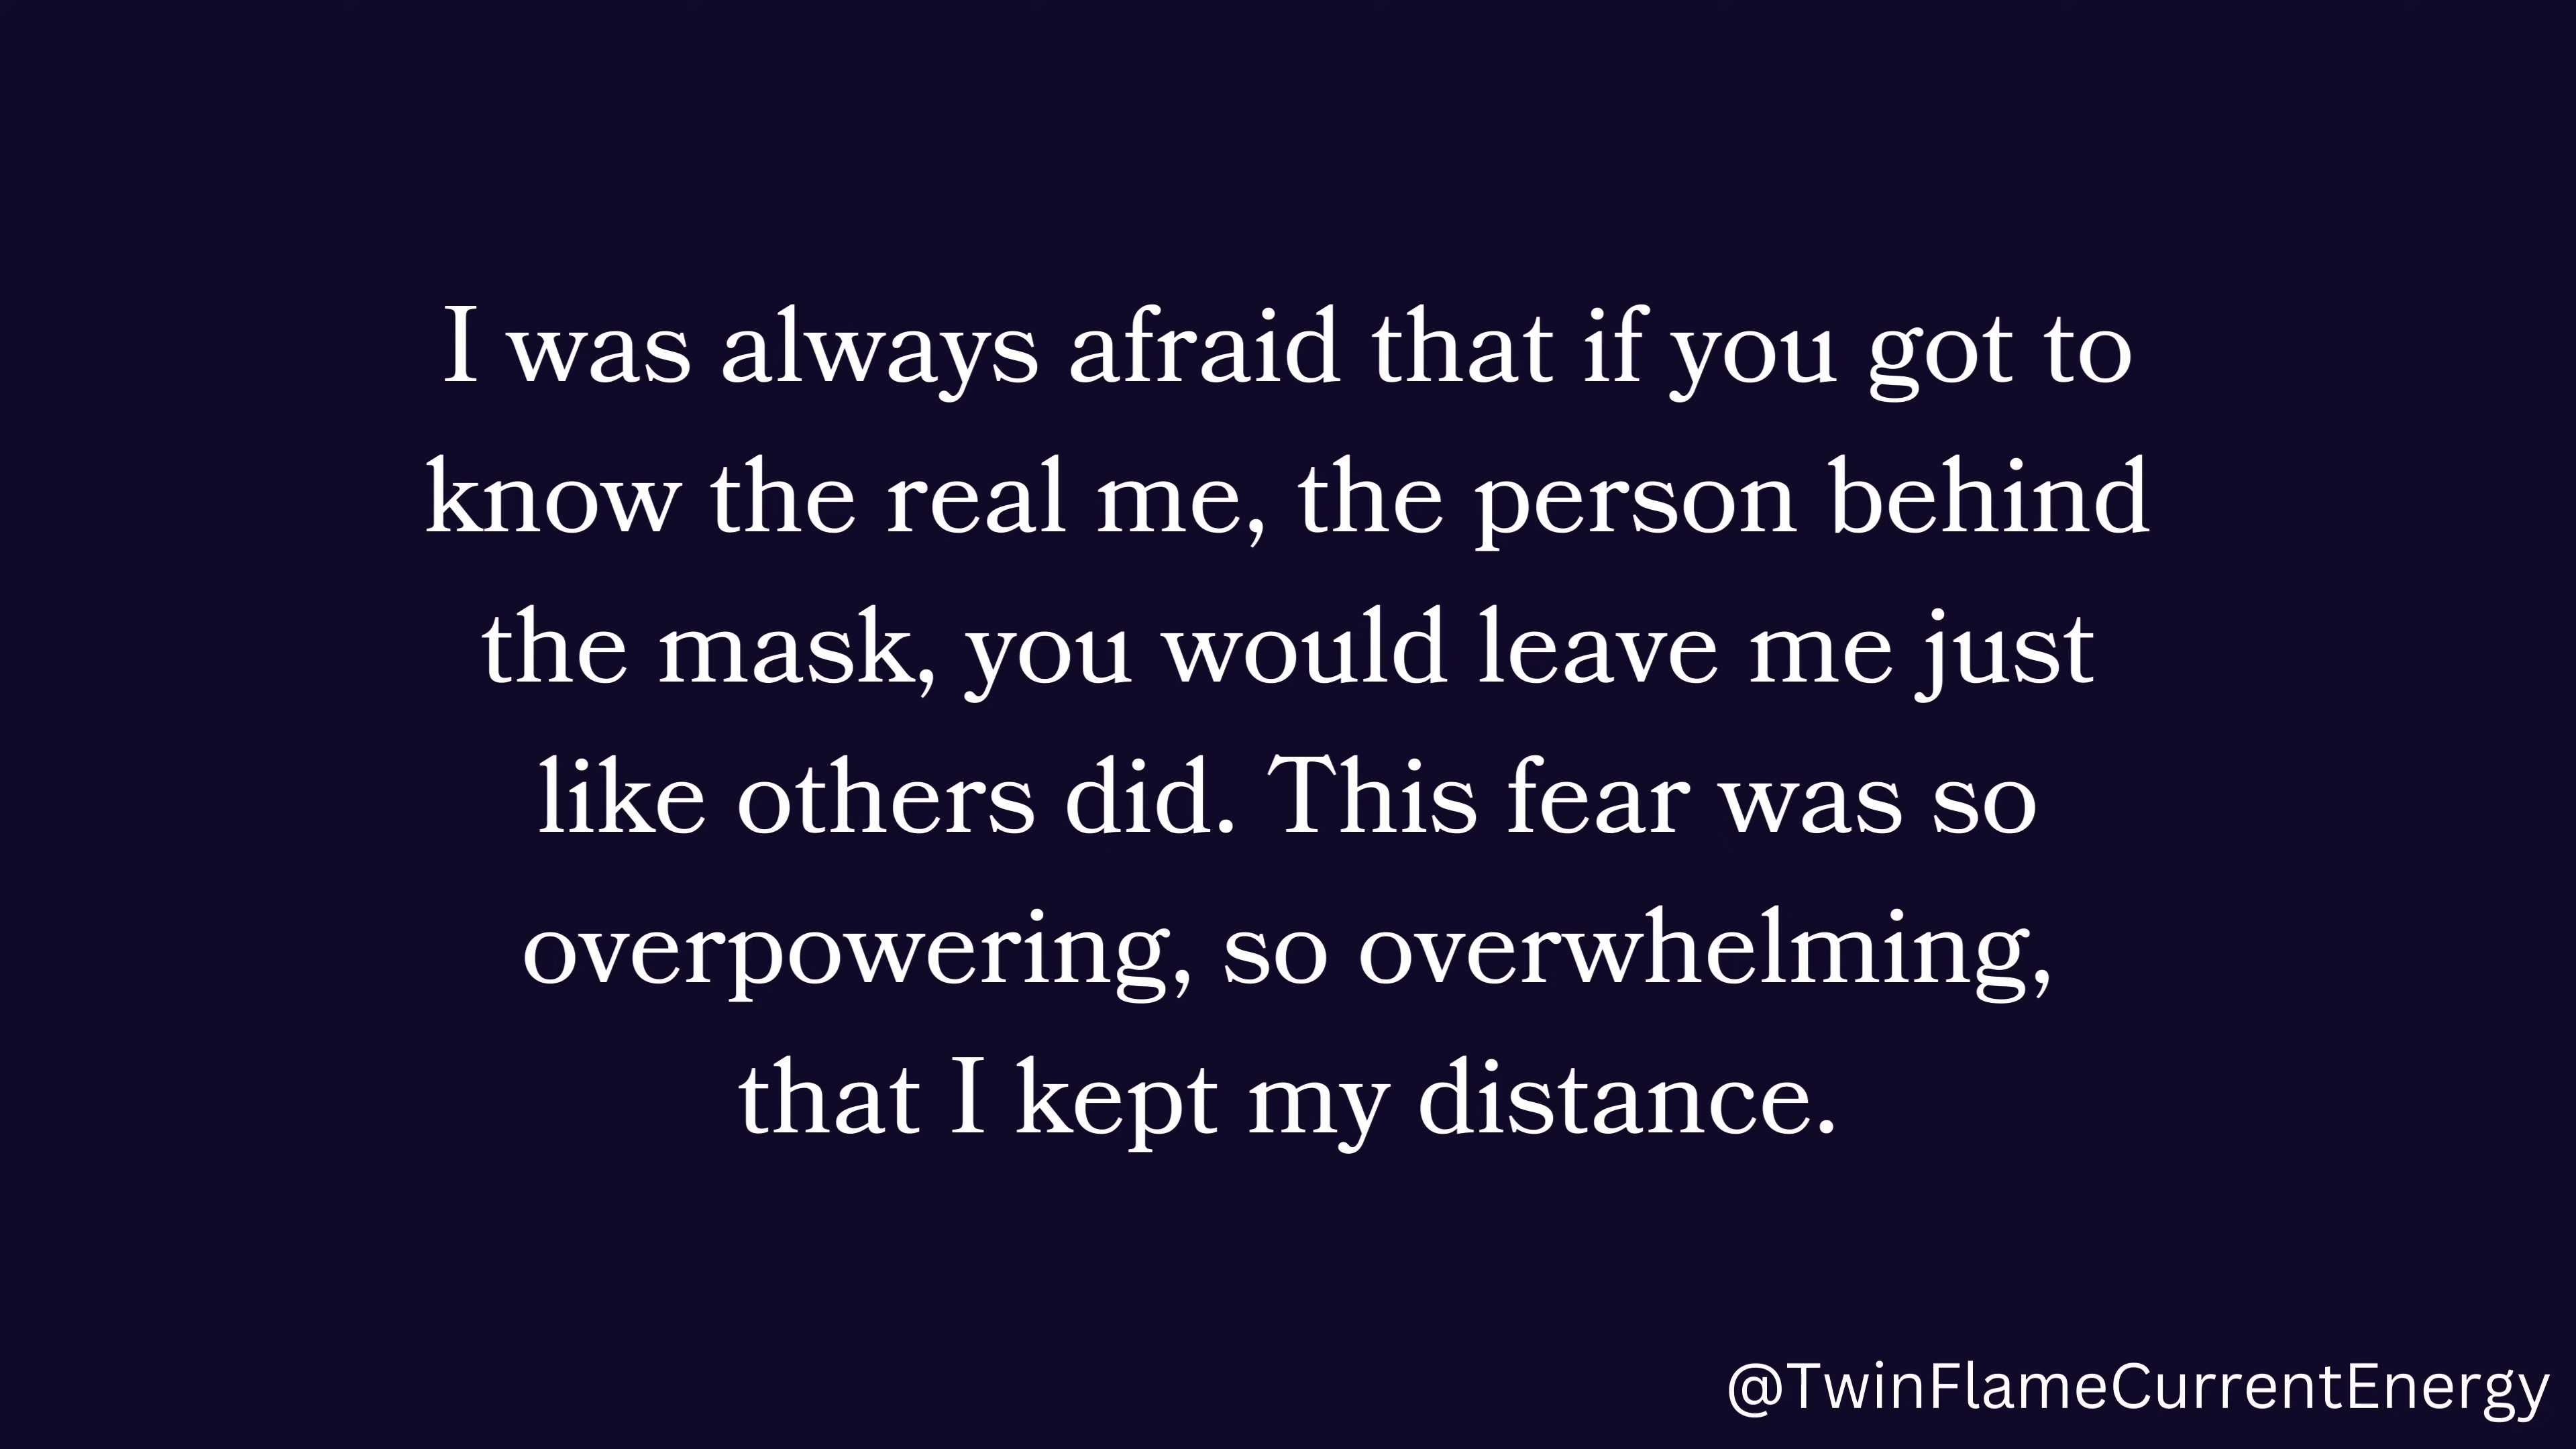 I was always afraid that if you got to
know the real me, the person behind
the mask, you would leave me just
like others did. This fear was so
overpowering, so overwhelming,
that I kept my distance.
@TwinFlameCurrentEnergy